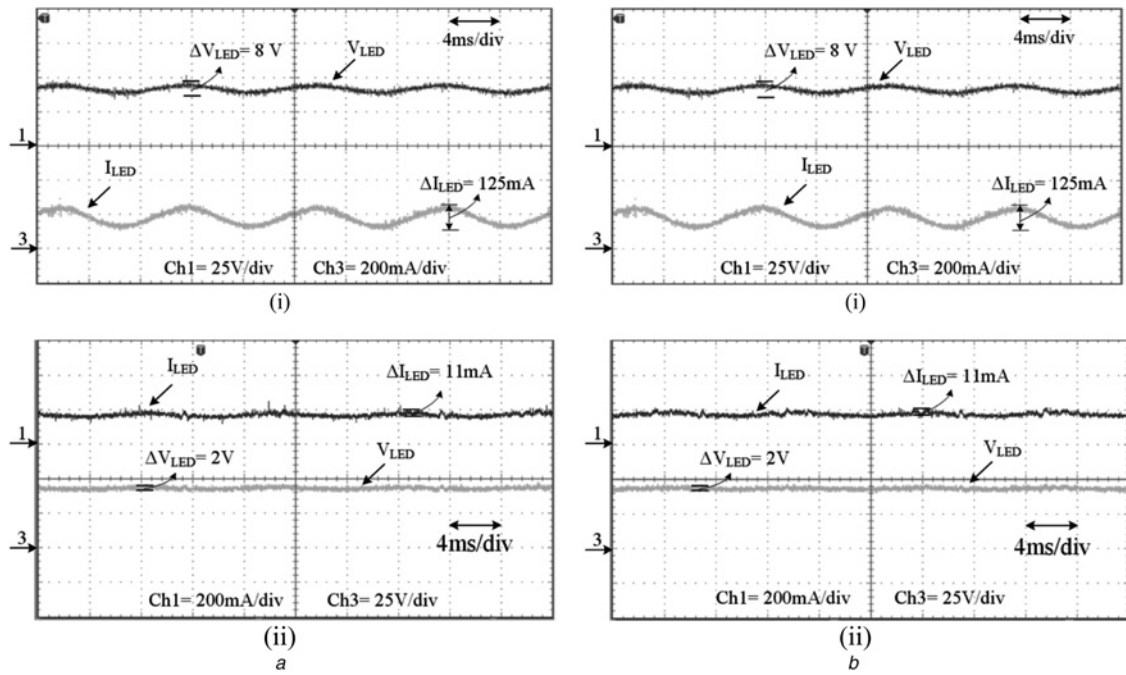 4ms/div
ΔV_LED= 8 V
V_LED
1
I_LED
ΔI_LED= 125mA
3
Ch1= 25V/div
Ch3= 200mA/div
(i)
4ms/div
ΔV_LED= 8 V
V_LED
1
I_LED
ΔI_LED= 125mA
3
Ch1= 25V/div
Ch3= 200mA/div
(i)
I_LED
ΔI_LED= 11mA
1
ΔV_LED= 2V
V_LED
4ms/div
3
Ch1= 200mA/div
Ch3= 25V/div
(ii)
a
I_LED
ΔI_LED= 11mA
1
ΔV_LED= 2V
V_LED
4ms/div
3
Ch1= 200mA/div
Ch3= 25V/div
(ii)
b